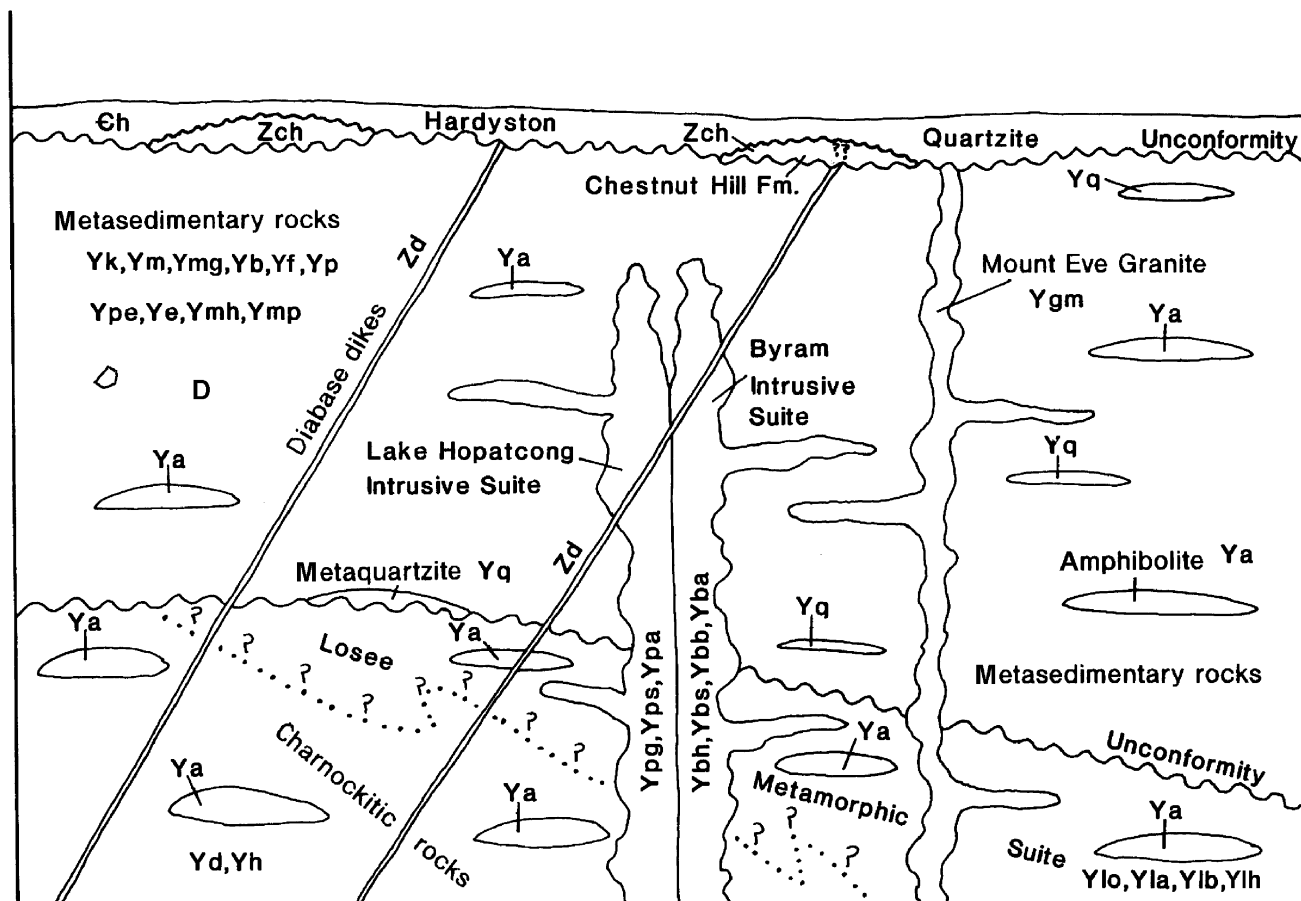 Єh
Zch
Hardyston
Zch
??
Quartzite
Unconformity
Chestnut Hill Fm.
Yq
Metasedimentary rocks
Yk,Ym,Ymg,Yb,Yf,Yp
Ype,Ye,Ymh,Ymp
D
Zd
Diabase dikes
Ya
Mount Eve Granite
Ygm
Ya
Byram
Intrusive
Suite
Ya
Lake Hopatcong
Intrusive Suite
Yq
Zd
Metaquartzite Yq
Amphibolite Ya
Ya
?
Losee
Ya
Yq
Metasedimentary rocks
? ? ? ? ? ? ?
Ypg,Yps,Ypa
Ybh,Ybs,Ybb,Yba
Charnockitic
rocks
Ya
Ya
Yd,Yh
Ya
Metamorphic
Suite
? ? ?
Unconformity
Ya
Ylo,Yla,Ylb,Ylh